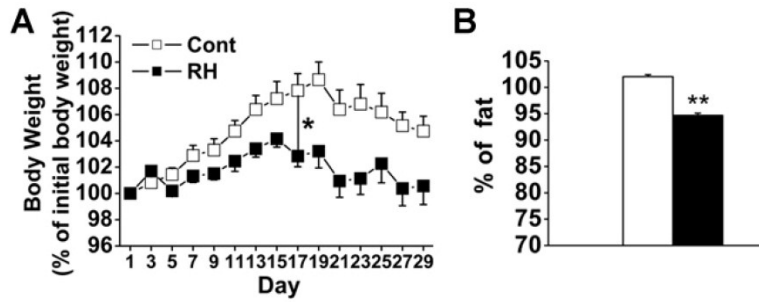 A
Body Weight
(% of initial body weight)
112
110
108
106
104
102
100
98
96
Cont
RH
*
1 3 5 7 9 11 13 15 17 19 21 23 25 27 29
Day
B
% of fat
105
100
95
90
85
80
75
70
**